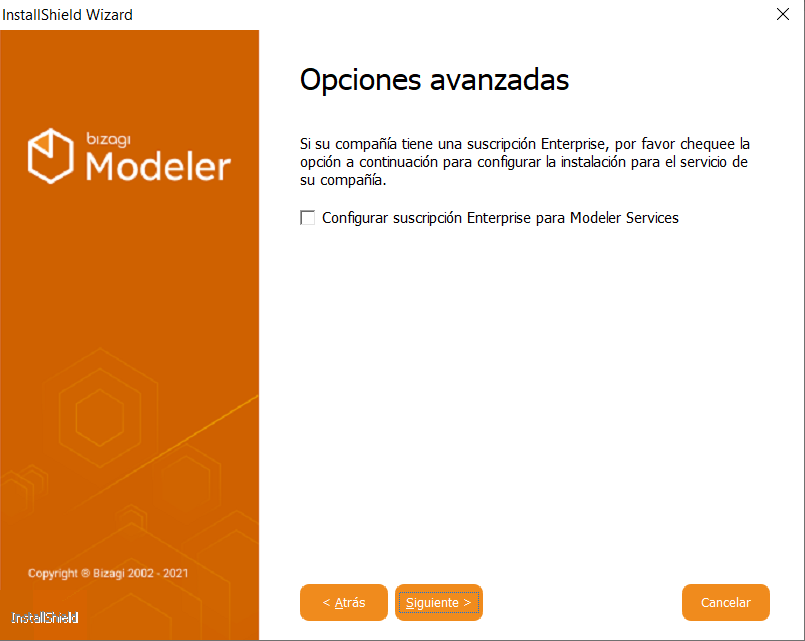 InstallShield Wizard
bizagi
Modeler
Opciones avanzadas
Si su compañía tiene una suscripción Enterprise, por favor chequee la
opción a continuación para configurar la instalación para el servicio de
su compañía.
Configurar suscripción Enterprise para Modeler Services
Copyright ® Bizagi 2002 - 2021
InstallShield
< Atrás
Siguiente >
Cancelar